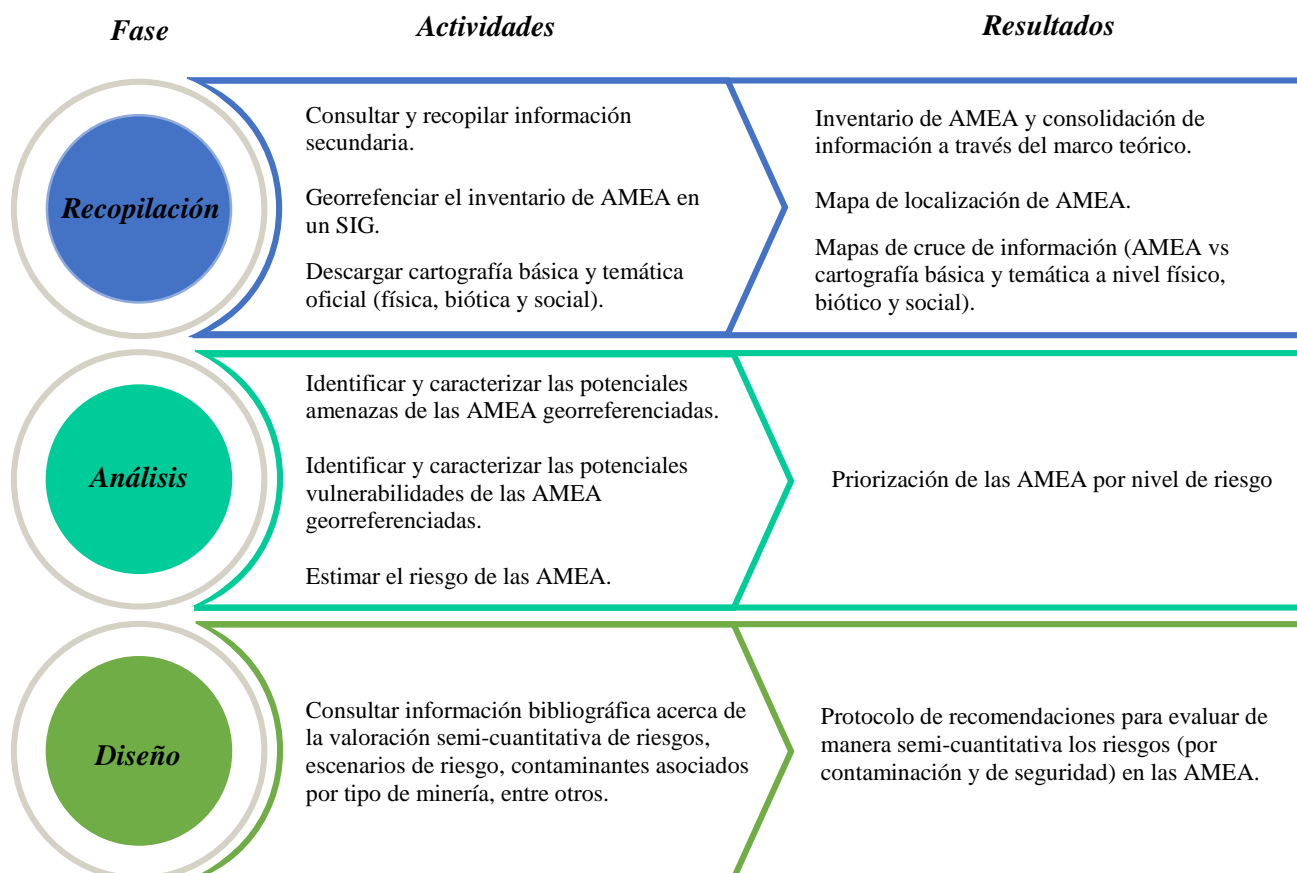 Fase
Actividades
Resultados
Recopilación
Consultar y recopilar información
secundaria.
Georrefenciar el inventario de AMEA en
un SIG.
Descargar cartografía básica y temática
oficial (física, biótica y social).
Inventario de AMEA y consolidación de
información a través del marco teórico.
Mapa de localización de AMEA.
Mapas de cruce de información (AMEA vs
cartografía básica y temática a nivel físico,
biótico y social).
Análisis
Identificar y caracterizar las potenciales
amenazas de las AMEA georreferenciadas.
Identificar y caracterizar las potenciales
vulnerabilidades de las AMEA
georreferenciadas.
Estimar el riesgo de las AMEA.
Priorización de las AMEA por nivel de riesgo
Diseño
Consultar información bibliográfica acerca de
la valoración semi-cuantitativa de riesgos,
escenarios de riesgo, contaminantes asociados
por tipo de minería, entre otros.
Protocolo de recomendaciones para evaluar de
manera semi-cuantitativa los riesgos (por
contaminación y de seguridad) en las AMEA.